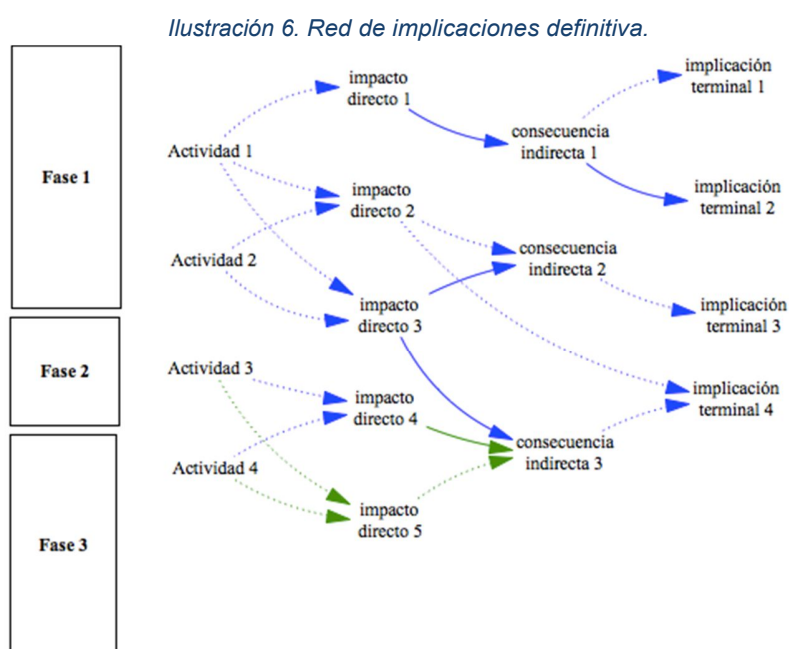 Ilustración 6. Red de implicaciones definitiva.
Fase 1
Fase 2
Fase 3
Actividad 1
Actividad 2
Actividad 3
Actividad 4
impacto
directo 1
impacto
directo 2
impacto
directo 3
impacto
directo 4
impacto
directo 5
consecuencia
indirecta 1
consecuencia
indirecta 2
consecuencia
indirecta 3
implicación
terminal 1
implicación
terminal 2
implicación
terminal 3
implicación
terminal 4